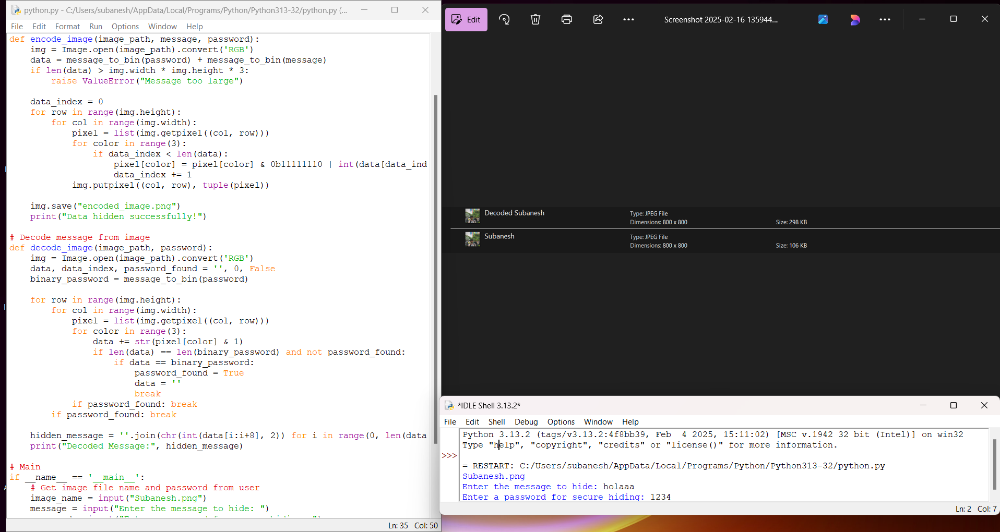 python.py - C:/Users/subanesh/AppData/Local/Programs/Python/Python313-32/python.py (...
File Edit Format Run Options Window Help
def encode_image(image_path, message, password):
    img = Image.open(image_path).convert('RGB')
    data = message_to_bin(password) + message_to_bin(message)
    if len(data) > img.width * img.height * 3:
        raise ValueError("Message too large")
    data_index = 0
    for row in range(img.height):
        for col in range(img.width):
            pixel = list(img.getpixel((col, row)))
            for color in range(3):
                if data_index < len(data):
                    pixel[color] = pixel[color] & 0b11111110 | int(data[data_ind
                    data_index += 1
            img.putpixel((col, row), tuple(pixel))
    img.save("encoded_image.png")
    print("Data hidden successfully!")
# Decode message from image
def decode_image(image_path, password):
    img = Image.open(image_path).convert('RGB')
    data, data_index, password_found = '', 0, False
    binary_password = message_to_bin(password)
    for row in range(img.height):
        for col in range(img.width):
            pixel = list(img.getpixel((col, row)))
            for color in range(3):
                data += str(pixel[color] & 1)
                if len(data) == len(binary_password) and not password_found:
                    if data == binary_password:
                        password_found = True
                        data = ''
                        break
            if password_found: break
        if password_found: break
    hidden_message = ''.join(chr(int(data[i:i+8], 2)) for i in range(0, len(data
    print("Decoded Message:", hidden_message)
# Main
if __name__ == '__main__':
    # Get image file name and password from user
    image_name = input("Subanesh.png")
    message = input("Enter the message to hide: ")
Ln: 35 Col: 50
Edit
Screenshot 2025-02-16 135944...
Decoded Subanesh
Type: JPEG File
Dimensions: 800 x 800
Size: 298 KB
Subanesh
Type: JPEG File
Dimensions: 800 x 800
Size: 106 KB
*IDLE Shell 3.13.2*
File Edit Shell Debug Options Window Help
Python 3.13.2 (tags/v3.13.2:4f8bb39, Feb  4 2025, 15:11:02) [MSC v.1942 32 bit (Intel)] on win32
Type "help", "copyright", "credits" or "license()" for more information.
>>>
= RESTART: C:/Users/subanesh/AppData/Local/Programs/Python/Python313-32/python.py
Subanesh.png
Enter the message to hide: holaaa
Enter a password for secure hiding: 1234
Ln: 2 Col: 7